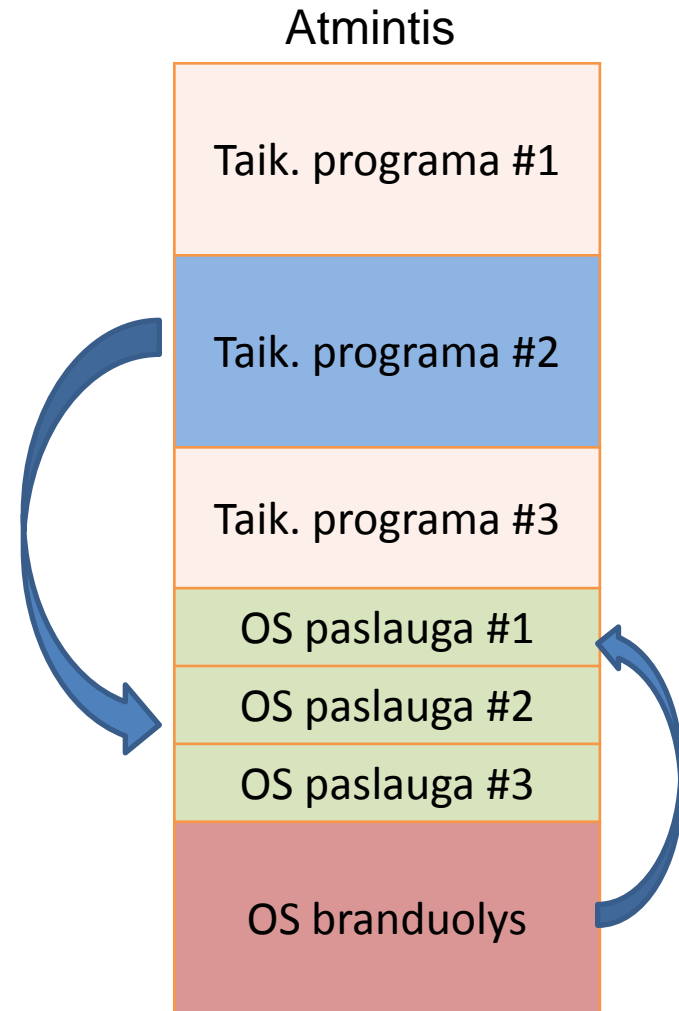 Atmintis
Taik. programa #1
Taik. programa #2
Taik. programa #3
OS paslauga #1
OS paslauga #2
OS paslauga #3
OS branduolys